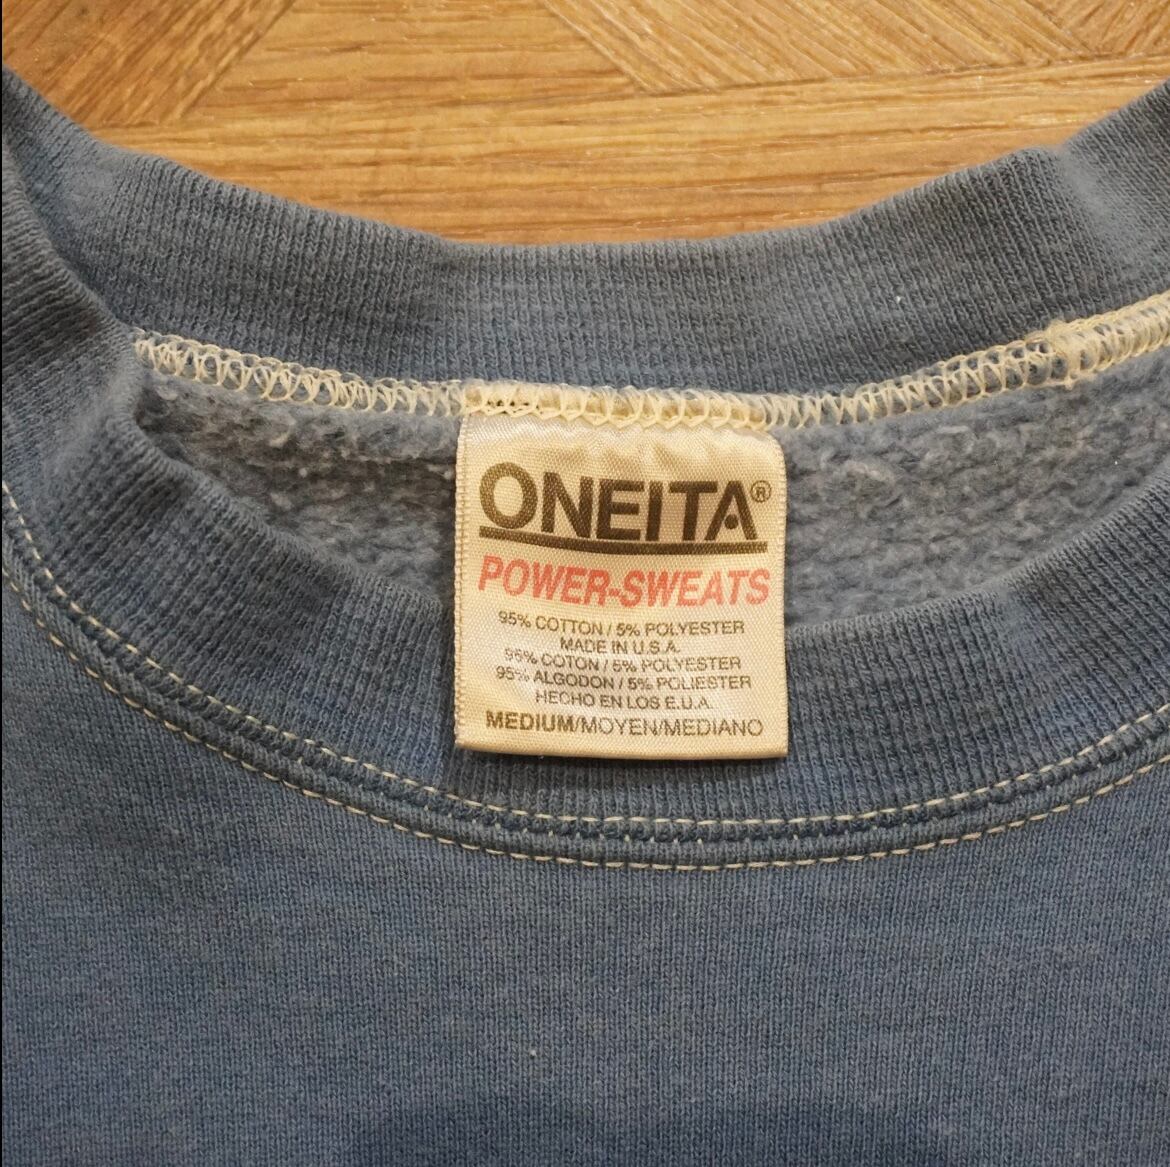 ONEITA®
POWER-SWEATS
95% COTTON / 5% POLYESTER
MADE IN U.S.A.
95% COTON / 5% POLYESTER
95% ALGODON / 5% POLIESTER
HECHO EN LOS E.U.A.
MEDIUM/MOYEN/MEDIANO